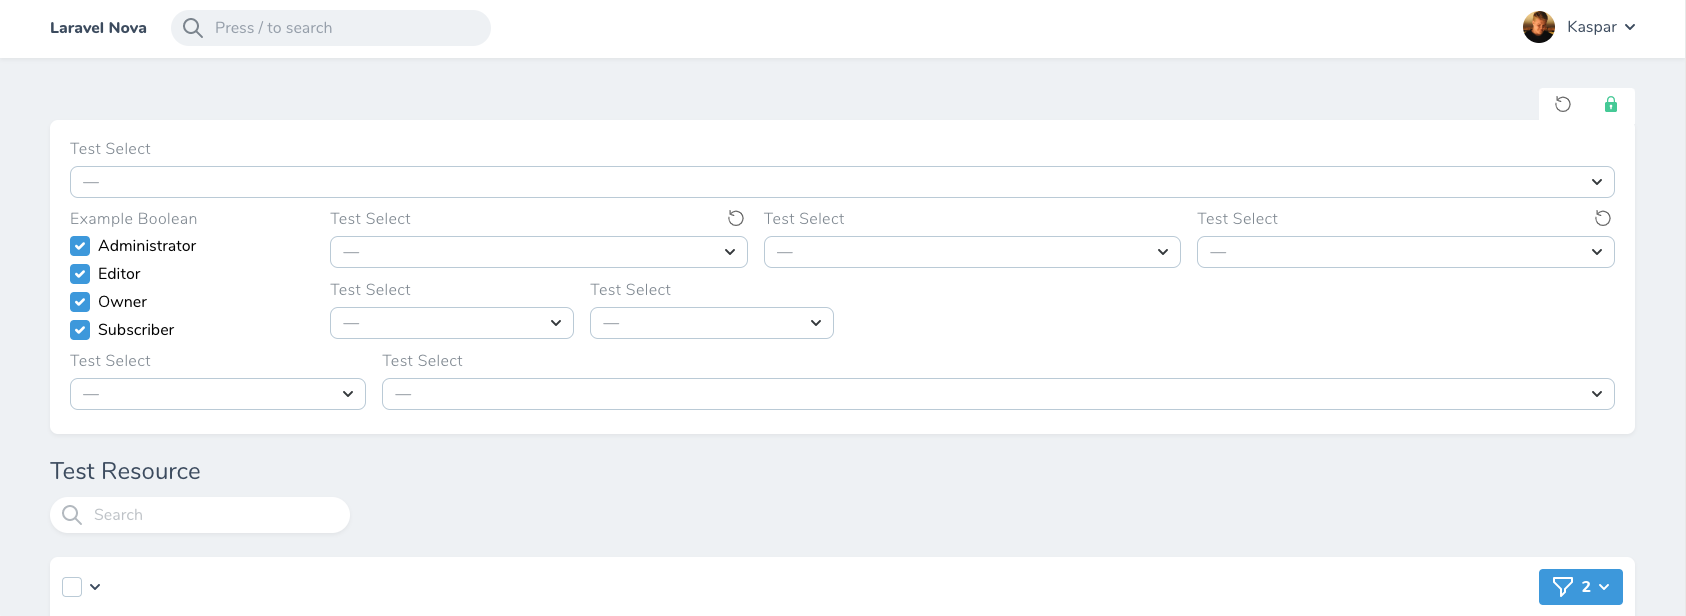 Laravel Nova
Press / to search
Kaspar
Test Select
—
Example Boolean
Test Select
Test Select
Test Select
Administrator
—
—
—
Editor
Test Select
Test Select
Owner
—
—
Subscriber
Test Select
Test Select
—
—
Test Resource
Search
2